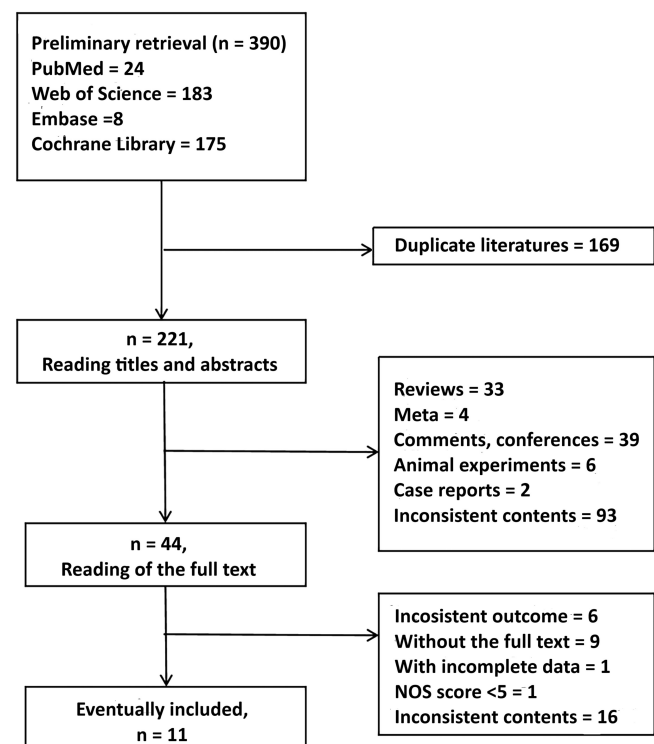 Preliminary retrieval (n = 390)
PubMed = 24
Web of Science = 183
Embase =8
Cochrane Library = 175
Duplicate literatures = 169
n = 221,
Reading titles and abstracts
Reviews = 33
Meta = 4
Comments, conferences = 39
Animal experiments = 6
Case reports = 2
Inconsistent contents = 93
n = 44,
Reading of the full text
Incosistent outcome = 6
Without the full text = 9
With incomplete data = 1
NOS score <5 = 1
Inconsistent contents = 16
Eventually included,
n = 11